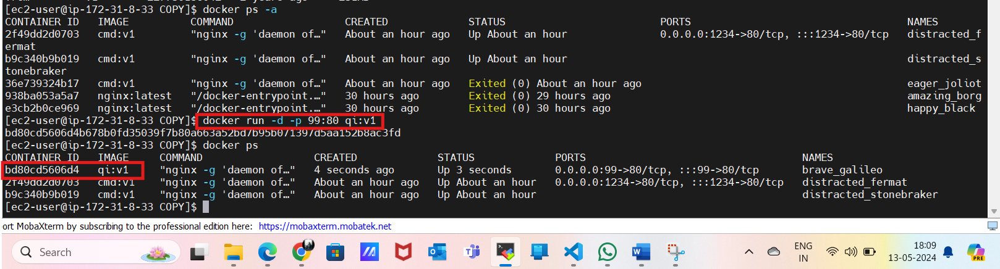 [ec2-user@ip-172-31-8-33 COPY]$ docker ps -a
CONTAINER ID   IMAGE          COMMAND                  CREATED             STATUS                         PORTS                                   NAMES
2f49dd2d0703   cmd:v1         "nginx -g 'daemon of…"   About an hour ago   Up About an hour               0.0.0.0:1234->80/tcp, :::1234->80/tcp   distracted_f
ermat
b9c340b9b019   cmd:v1         "nginx -g 'daemon of…"   About an hour ago   Up About an hour                                                       distracted_s
tonebraker
36e739324b17   cmd:v1         "nginx -g 'daemon of…"   About an hour ago   Exited (0) About an hour ago                                           eager_joliot
938ba053a5a7   nginx:latest   "/docker-entrypoint.…"   30 hours ago        Exited (0) 29 hours ago                                                amazing_borg
e3cb2b0ce969   nginx:latest   "/docker-entrypoint.…"   30 hours ago        Exited (0) 30 hours ago                                                happy_black
[ec2-user@ip-172-31-8-33 COPY]$ docker run -d -p 99:80 qi:v1
bd80cd5606d4b678b0fd35039f7b80a663a52bd7b95b071397d5aa152b8ac3fd
[ec2-user@ip-172-31-8-33 COPY]$ docker ps
CONTAINER ID   IMAGE     COMMAND                  CREATED             STATUS             PORTS                                   NAMES
bd80cd5606d4   qi:v1     "nginx -g 'daemon of…"   4 seconds ago       Up 3 seconds       0.0.0.0:99->80/tcp, :::99->80/tcp       brave_galileo
2f49dd2d0703   cmd:v1    "nginx -g 'daemon of…"   About an hour ago   Up About an hour   0.0.0.0:1234->80/tcp, :::1234->80/tcp   distracted_fermat
b9c340b9b019   cmd:v1    "nginx -g 'daemon of…"   About an hour ago   Up About an hour                                           distracted_stonebraker
[ec2-user@ip-172-31-8-33 COPY]$
ort MobaXterm by subscribing to the professional edition here: https://mobaxterm.mobatek.net
Search
ENG
IN
18:09
13-05-2024
PRE